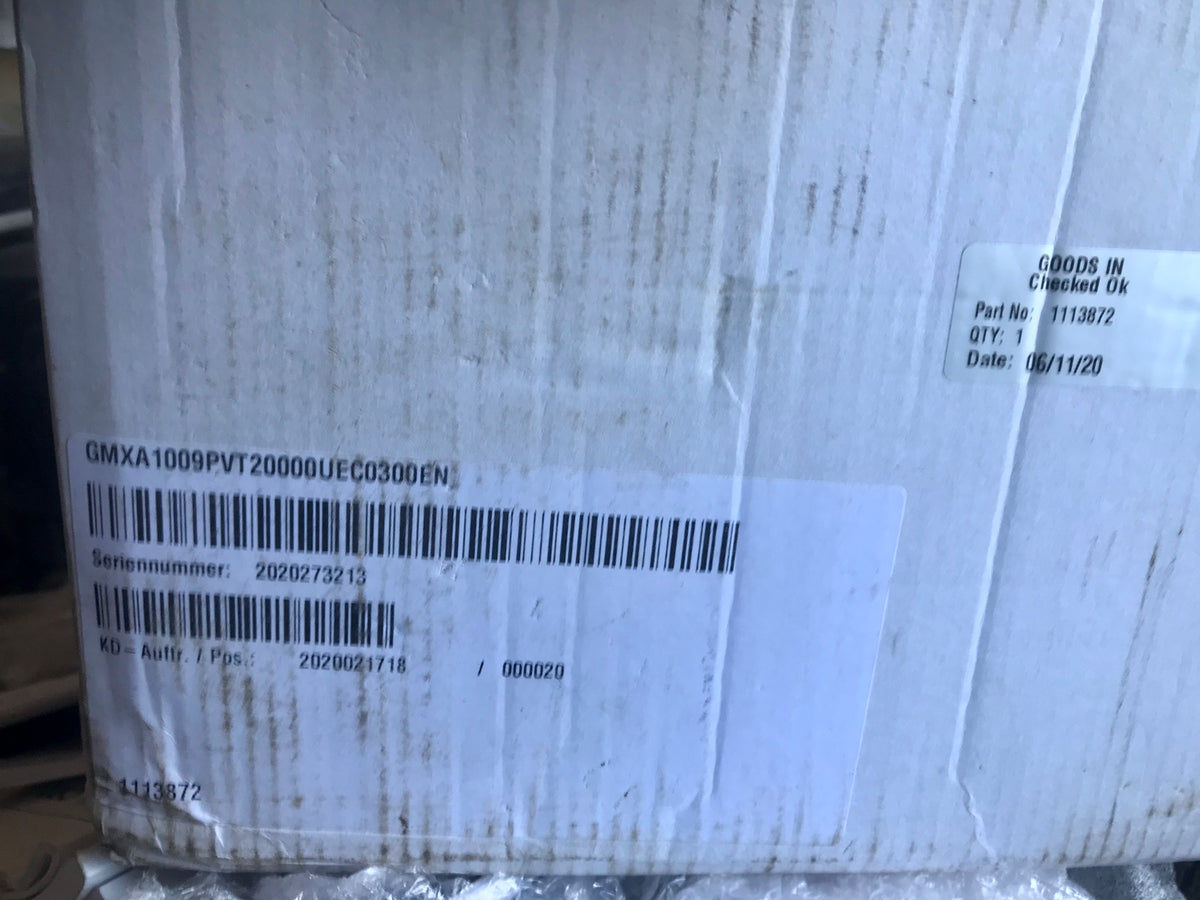 GOODS IN
Checked Ok
Part No: 1113872
QTY: 1
Date: 06/11/20
GMXA1009PVT20000UEC0300EN
Seriennummer: 2020273213
KD-Auftr. / Pos.: 2020021718 / 000020
1113872